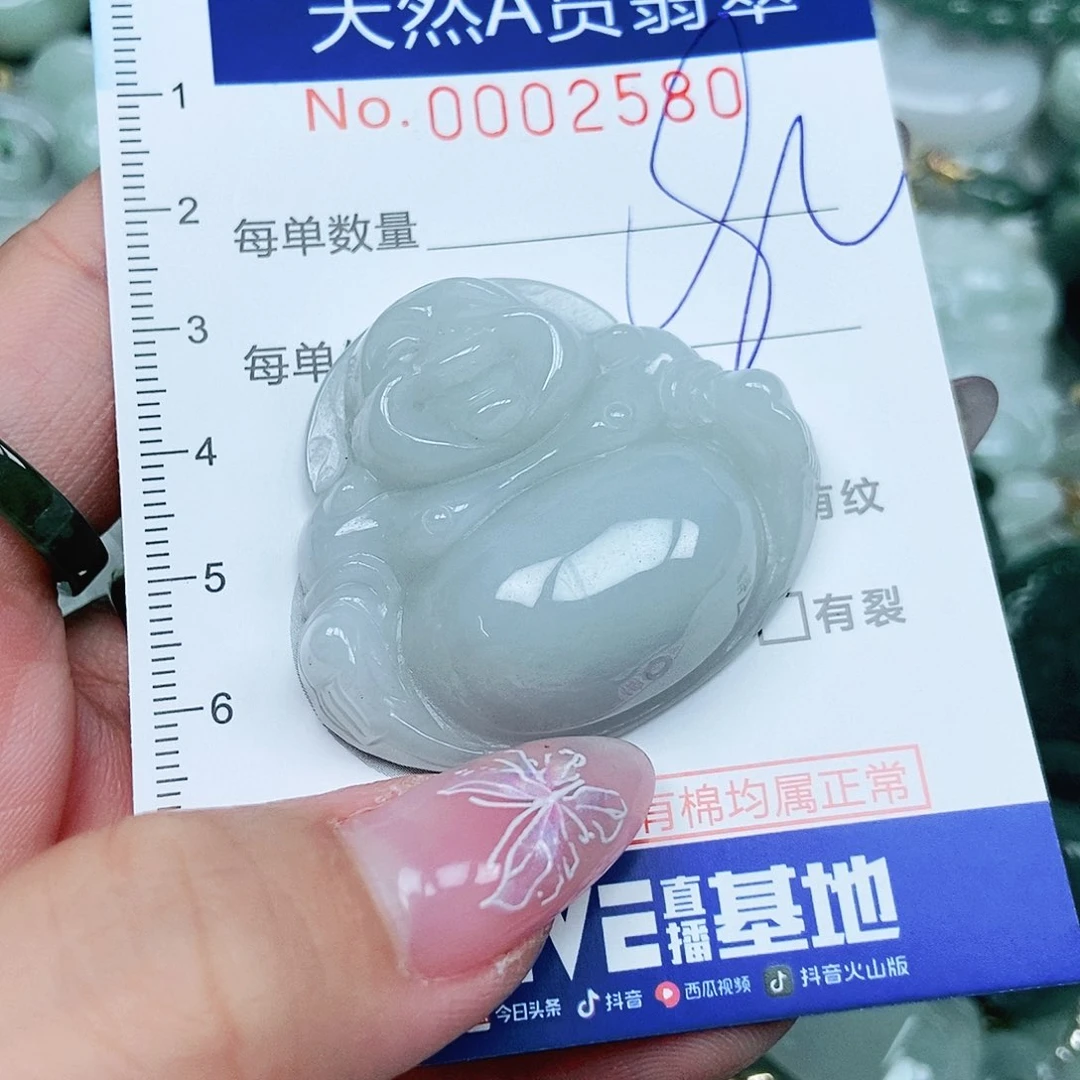 天然A货翡翠
No. 0002580
1
2
3
4
5
6
每单数量
每单
有纹
有裂
有棉均属正常
VE直播基地
今日头条 抖音 西瓜视频 抖音火山版